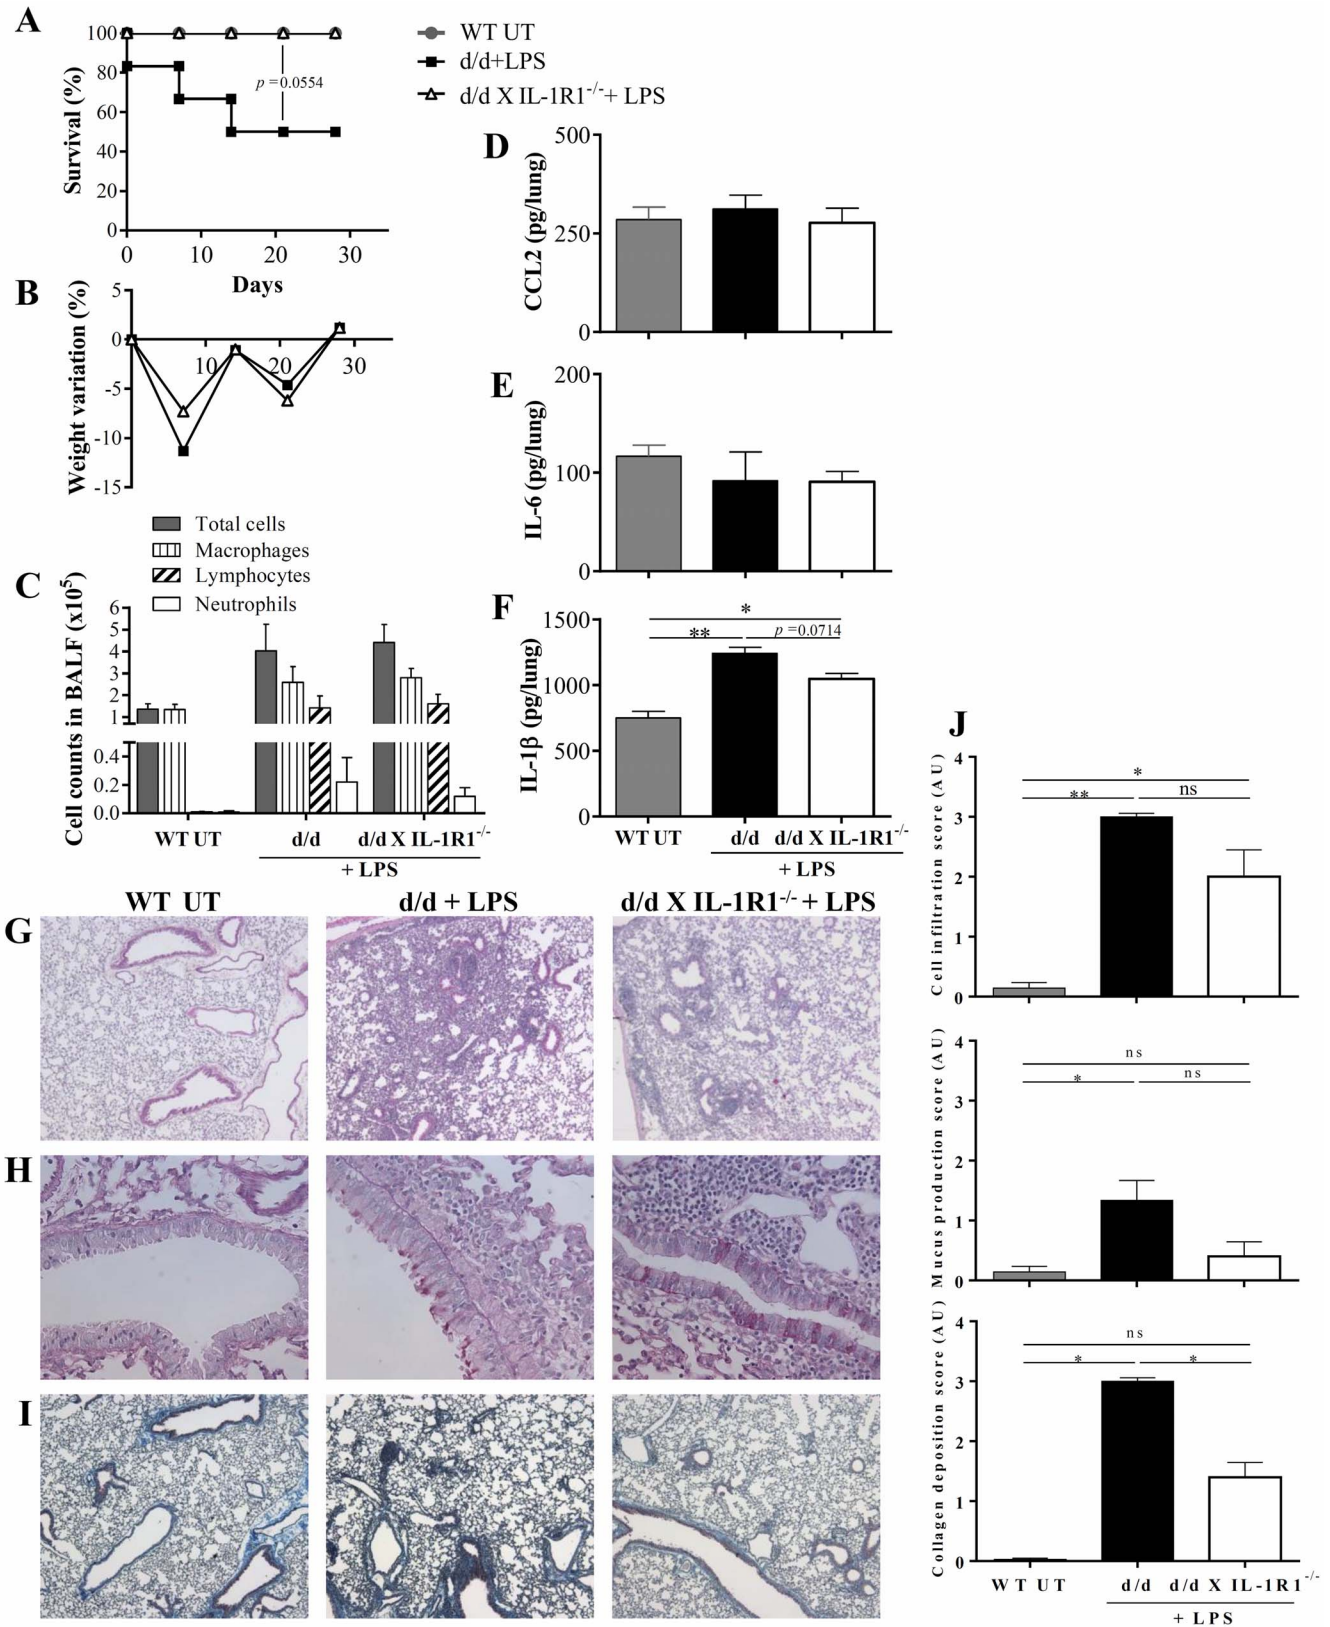 A
Survival (%)
100
80
60
40
20
0
p =0.0554
0 10 20 30
Days
WT UT
d/d+LPS
d/d X IL-1R1-/-+ LPS
B
Weight variation (%)
5
0
-5
-10
-15
10 20 30
C
Total cells
Macrophages
Lymphocytes
Neutrophils
Cell counts in BALF (x10⁵)
6
5
4
3
2
1
0.4
0.2
0.0
WT UT d/d d/d X IL-1R1-/-
+ LPS
D
CCL2 (pg/lung)
500
250
0
E
IL-6 (pg/lung)
200
100
0
F
IL-1β (pg/lung)
1500
1000
500
0
*
** p =0.0714
WT UT d/d d/d X IL-1R1-/-
+ LPS
WT UT d/d + LPS d/d X IL-1R1-/- + LPS
G
H
I
J
Cell infiltration score (AU)
4
3
2
1
0
*
** ns
Mucus production score (AU)
4
3
2
1
0
ns
* ns
Collagen deposition score (AU)
4
3
2
1
0
ns
* *
WT UT d/d d/d X IL-1R1-/-
+ LPS